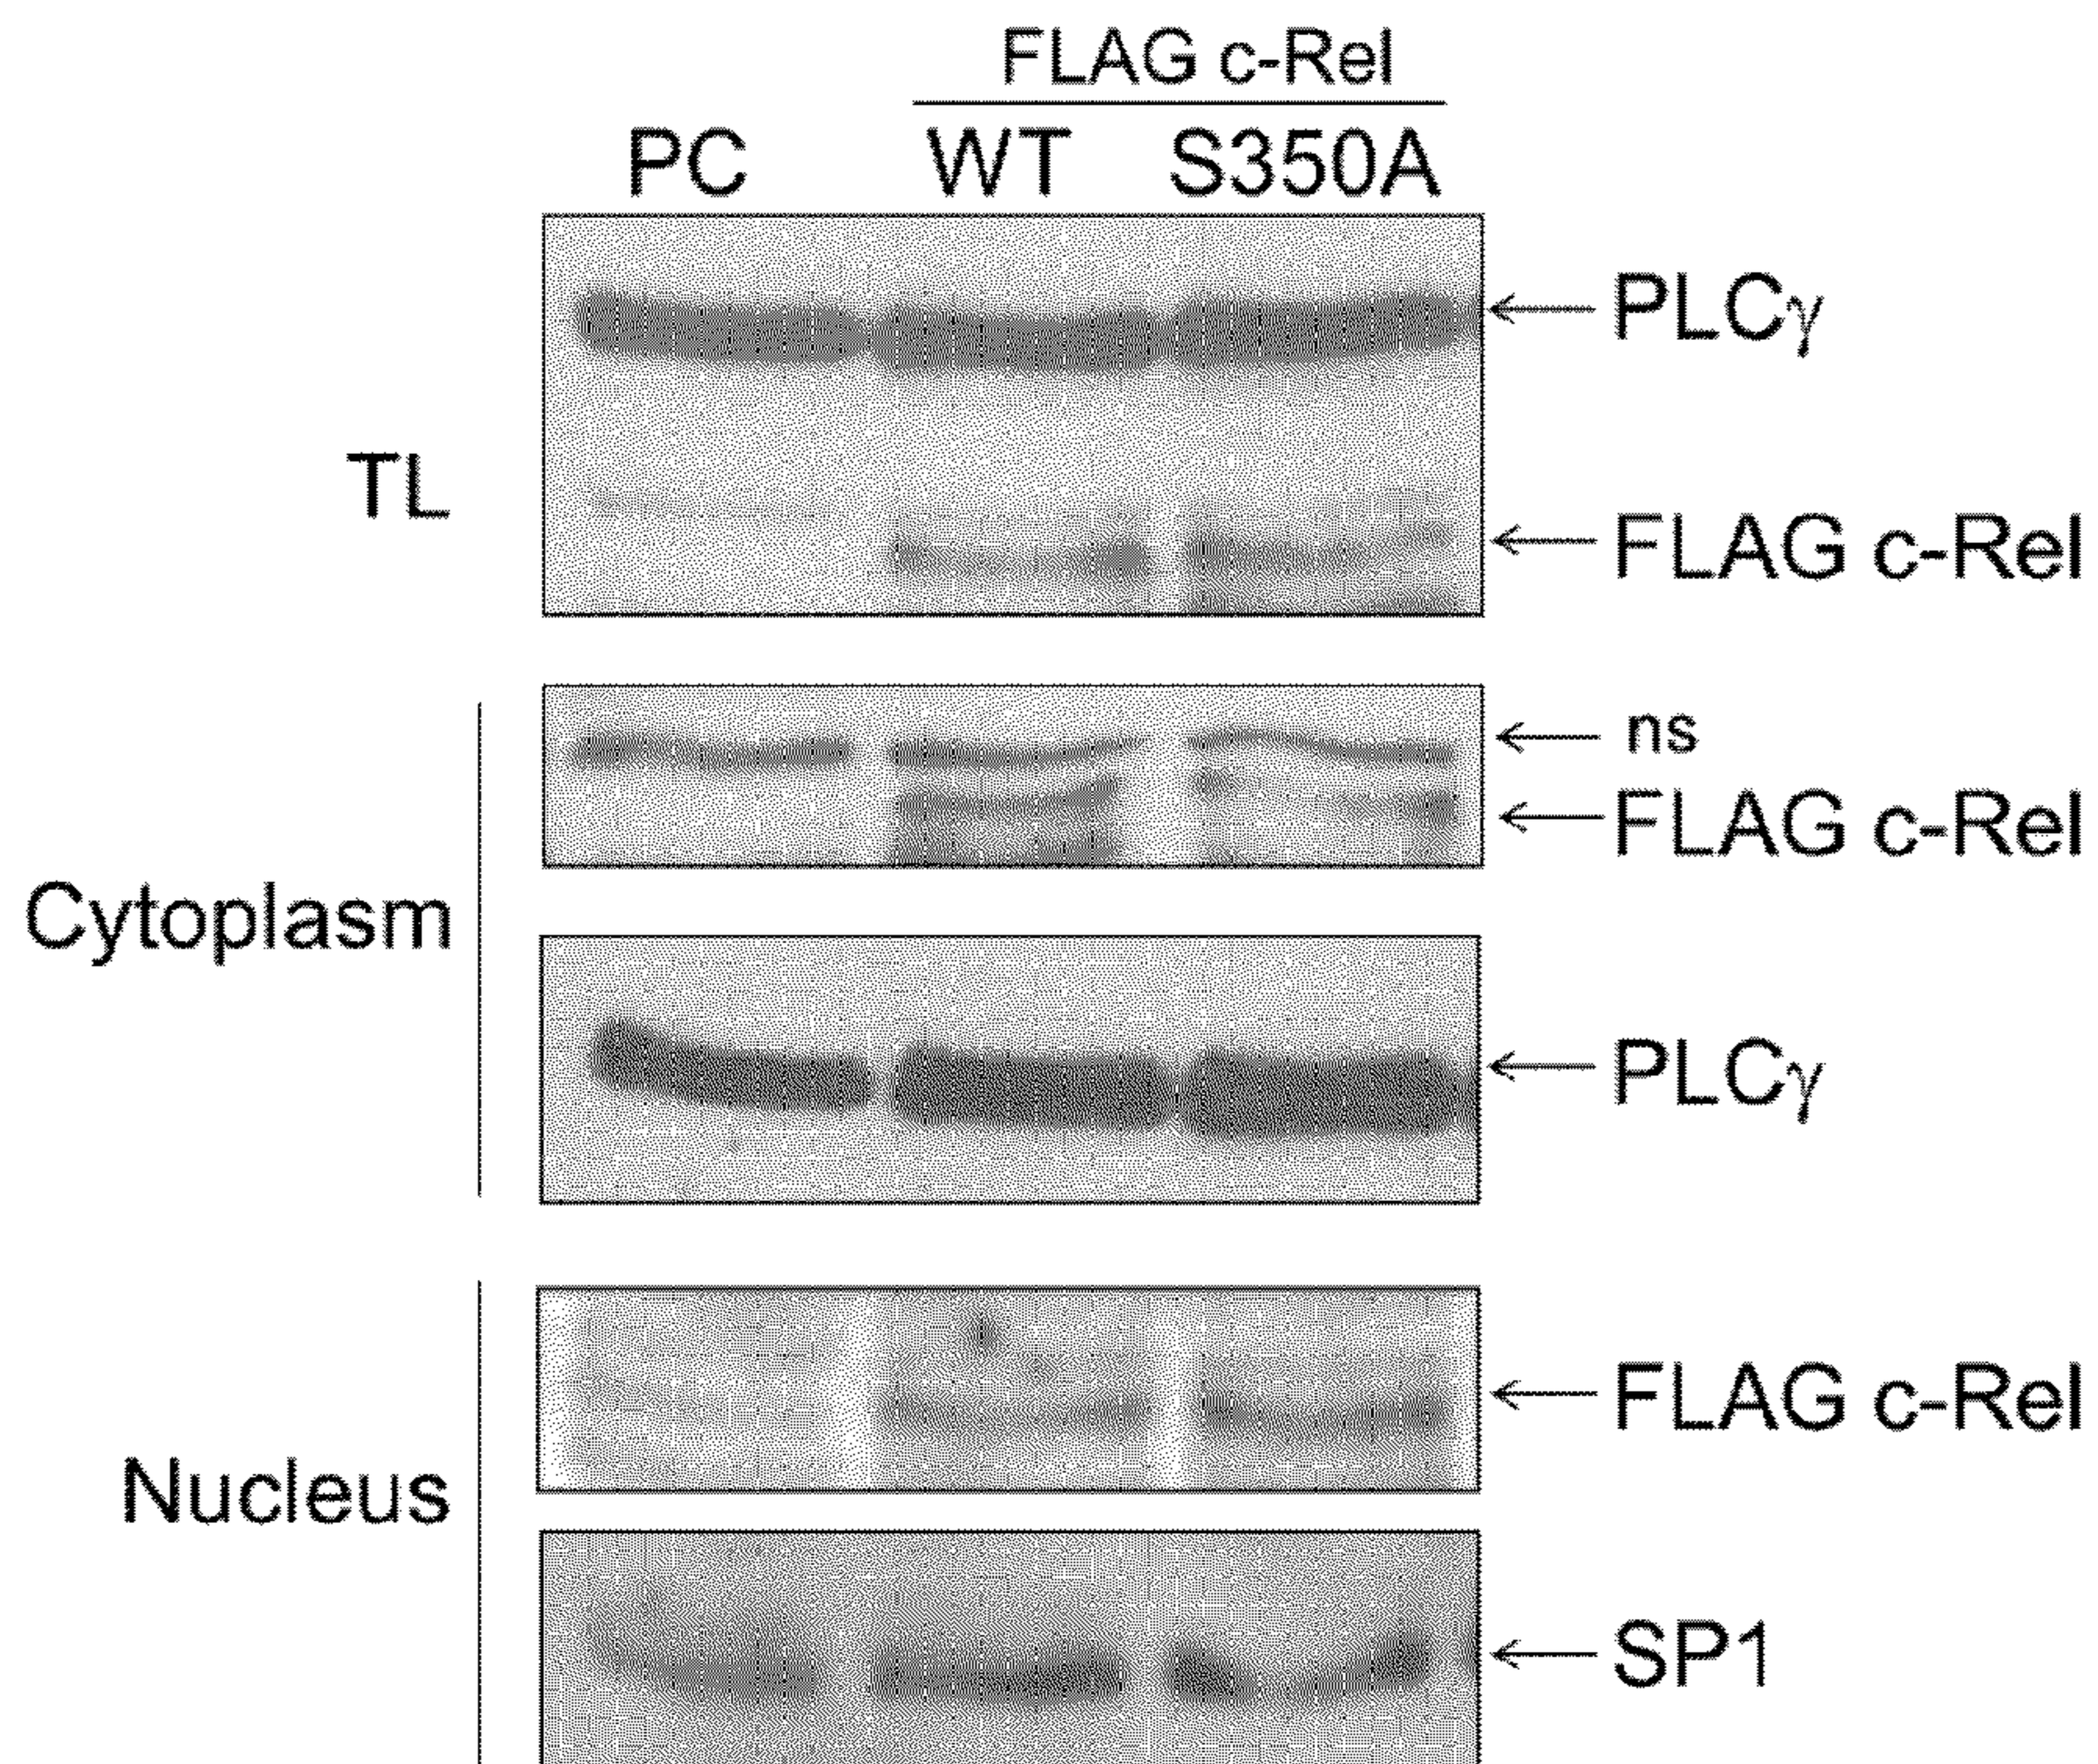 FLAG c-Rel
PC WT S350A
PLCγ
TL
FLAG c-Rel
ns
FLAG c-Rel
Cytoplasm
PLCγ
FLAG c-Rel
Nucleus
SP1